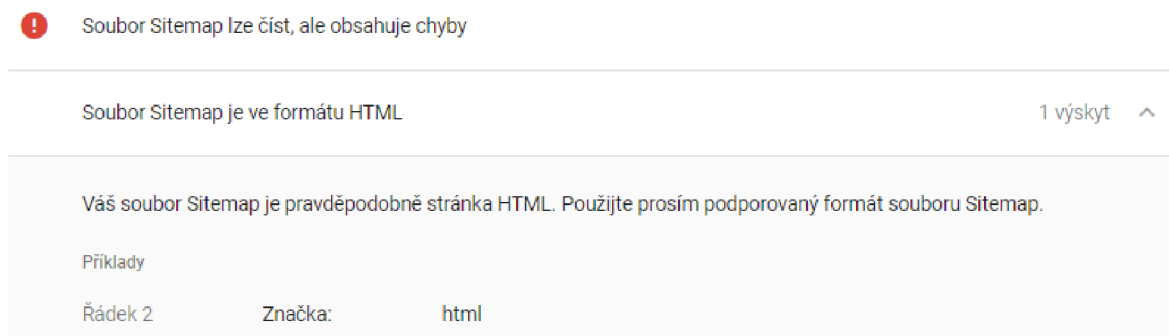 Soubor Sitemap lze číst, ale obsahuje chyby
Soubor Sitemap je ve formátu HTML 1 výskyt
Váš soubor Sitemap je pravděpodobně stránka HTML. Použijte prosím podporovaný formát souboru Sitemap.
Příklady
Řádek 2 Značka: html